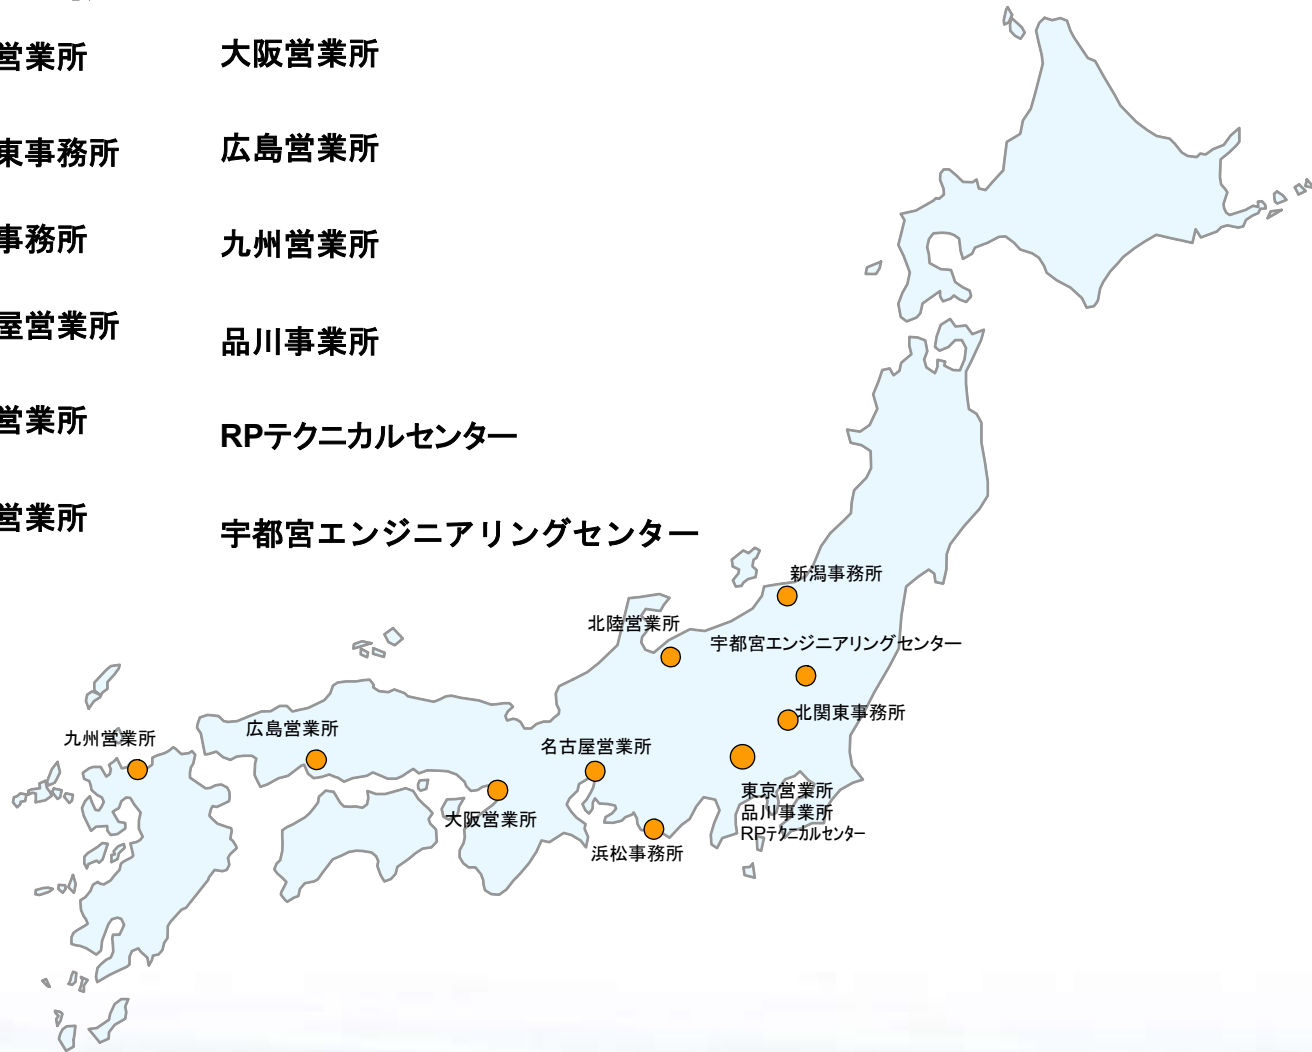 営業所
東事務所
事務所
屋営業所
営業所
営業所
大阪営業所
広島営業所
九州営業所
品川事業所
RPテクニカルセンター
宇都宮エンジニアリングセンター
新潟事務所
北陸営業所
宇都宮エンジニアリングセンター
北関東事務所
九州営業所
広島営業所
名古屋営業所
大阪営業所
東京営業所
品川事業所
RPテクニカルセンター
浜松事務所